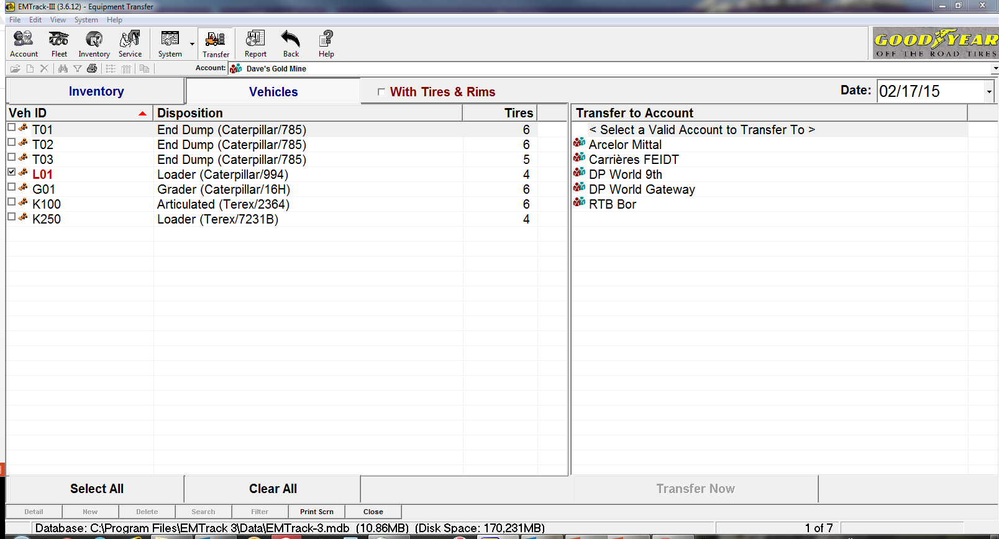 EMTrack-III (3.6.12) - Equipment Transfer
File Edit View System Help
Account Fleet Inventory Service System Transfer Report Back Help
GOODYEAR
OFF THE ROAD TIRES
Account: Dave's Gold Mine
Inventory Vehicles With Tires & Rims Date: 02/17/15
Veh ID Disposition Tires Transfer to Account
T01 End Dump (Caterpillar/785) 6 < Select a Valid Account to Transfer To >
T02 End Dump (Caterpillar/785) 6 Arcelor Mittal
T03 End Dump (Caterpillar/785) 5 Carrières FEIDT
L01 Loader (Caterpillar/994) 4 DP World 9th
G01 Grader (Caterpillar/16H) 6 DP World Gateway
K100 Articulated (Terex/2364) 6 RTB Bor
K250 Loader (Terex/7231B) 4
Select All Clear All Transfer Now
Detail New Delete Search Filter Print Scrn Close
Database: C:\Program Files\EMTrack 3\Data\EMTrack-3.mdb (10.86MB) (Disk Space: 170,231MB) 1 of 7